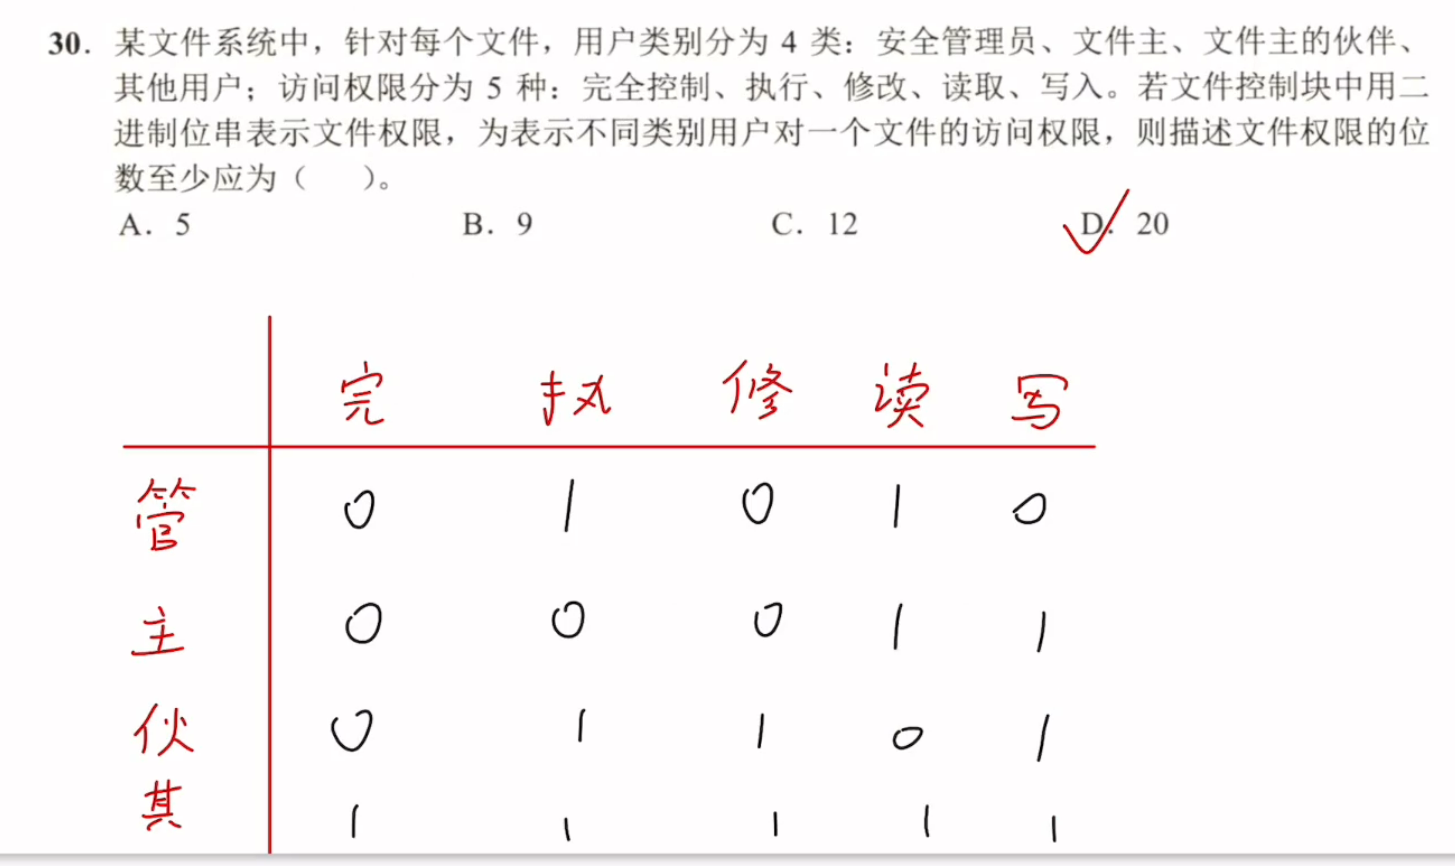 30. 某文件系统中，针对每个文件，用户类别分为 4 类：安全管理员、文件主、文件主的伙伴、
其他用户；访问权限分为 5 种：完全控制、执行、修改、读取、写入。若文件控制块中用二
进制位串表示文件权限，为表示不同类别用户对一个文件的访问权限，则描述文件权限的位
数至少应为（ ）。
A. 5 B. 9 C. 12 D. 20
完 执 修 读 写
管 0 1 0 1 0
主 0 0 0 1 1
伙 0 1 1 0 1
其 1 1 1 1 1